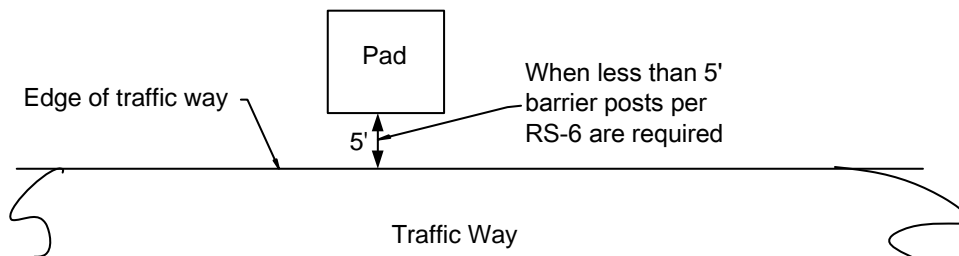 Pad
When less than 5'
barrier posts per
RS-6 are required
Edge of traffic way
5'
Traffic Way